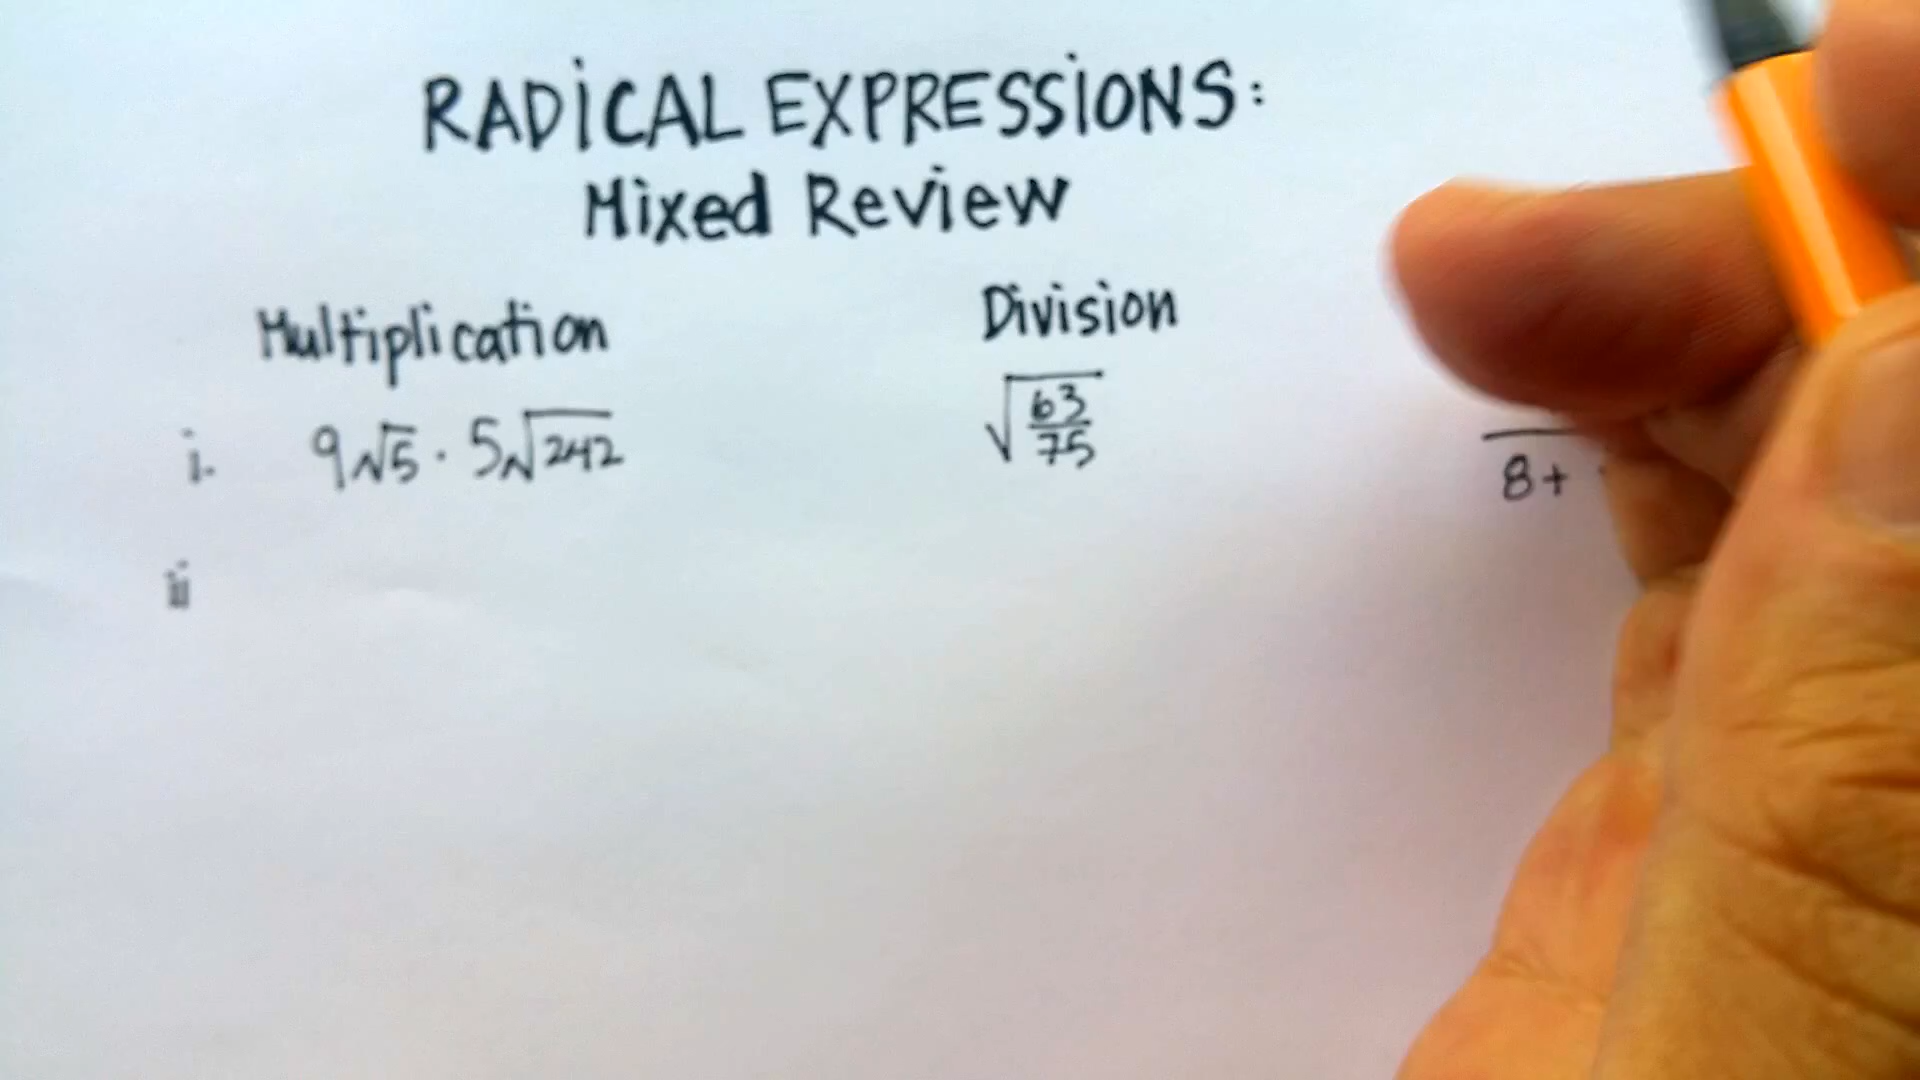 RADICAL EXPRESSIONS:
Mixed Review
Multiplication Division
i. 9√5 · 5√242 √63/75 8+
ii